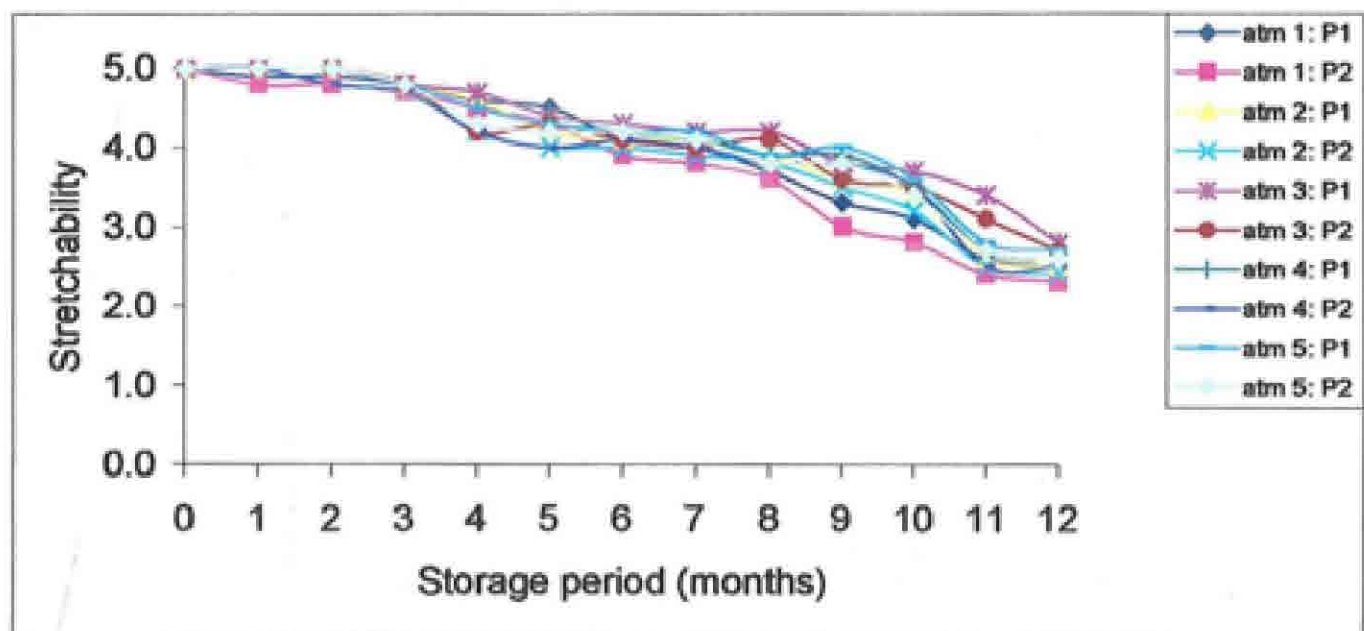 Stretchability
5.0
4.0
3.0
2.0
1.0
0.0
0 1 2 3 4 5 6 7 8 9 10 11 12
Storage period (months)
atm 1: P1
atm 1: P2
atm 2: P1
atm 2: P2
atm 3: P1
atm 3: P2
atm 4: P1
atm 4: P2
atm 5: P1
atm 5: P2